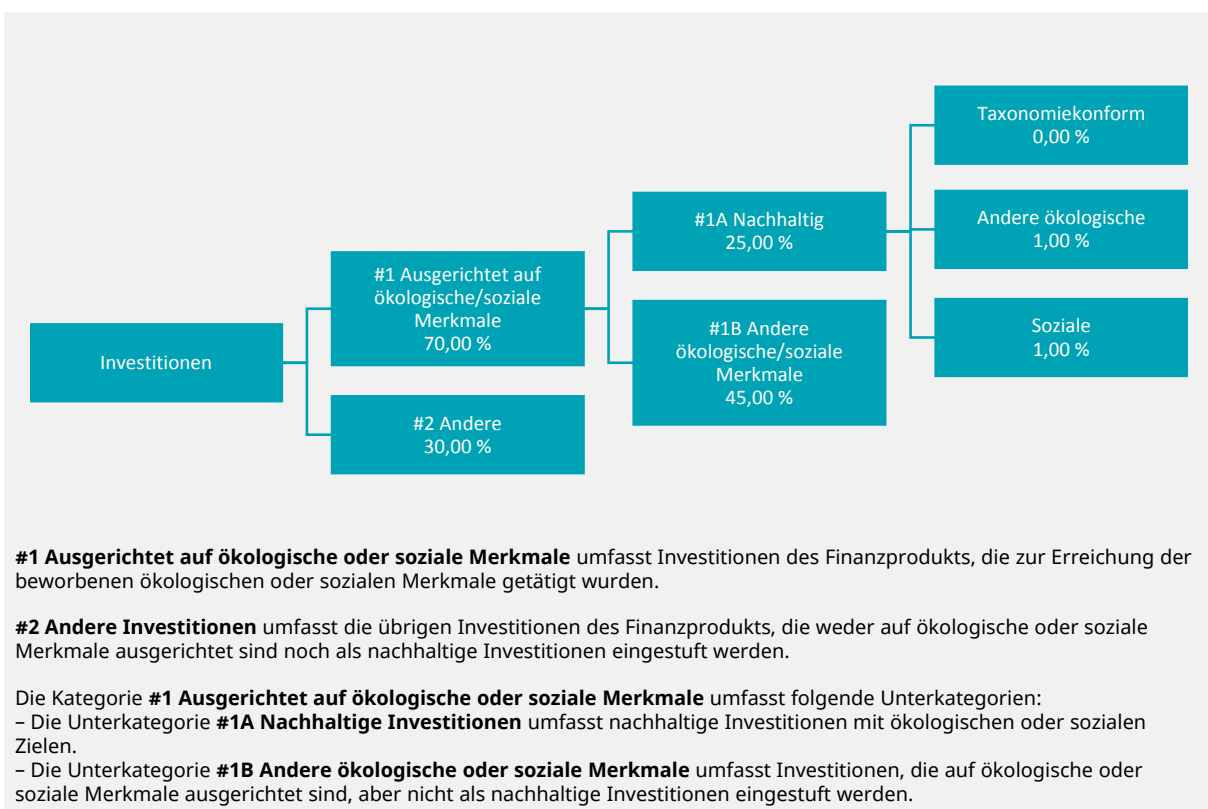 Taxonomiekonform
0,00 %
#1A Nachhaltig
25,00 %
Andere ökologische
1,00 %
#1 Ausgerichtet auf
ökologische/soziale
Merkmale
70,00 %
Investitionen
#1B Andere
ökologische/soziale
Merkmale
45,00 %
Soziale
1,00 %
#2 Andere
30,00 %
#1 Ausgerichtet auf ökologische oder soziale Merkmale umfasst Investitionen des Finanzprodukts, die zur Erreichung der
beworbenen ökologischen oder sozialen Merkmale getätigt wurden.
#2 Andere Investitionen umfasst die übrigen Investitionen des Finanzprodukts, die weder auf ökologische oder soziale
Merkmale ausgerichtet sind noch als nachhaltige Investitionen eingestuft werden.
Die Kategorie #1 Ausgerichtet auf ökologische oder soziale Merkmale umfasst folgende Unterkategorien:
– Die Unterkategorie #1A Nachhaltige Investitionen umfasst nachhaltige Investitionen mit ökologischen oder sozialen
Zielen.
– Die Unterkategorie #1B Andere ökologische oder soziale Merkmale umfasst Investitionen, die auf ökologische oder
soziale Merkmale ausgerichtet sind, aber nicht als nachhaltige Investitionen eingestuft werden.